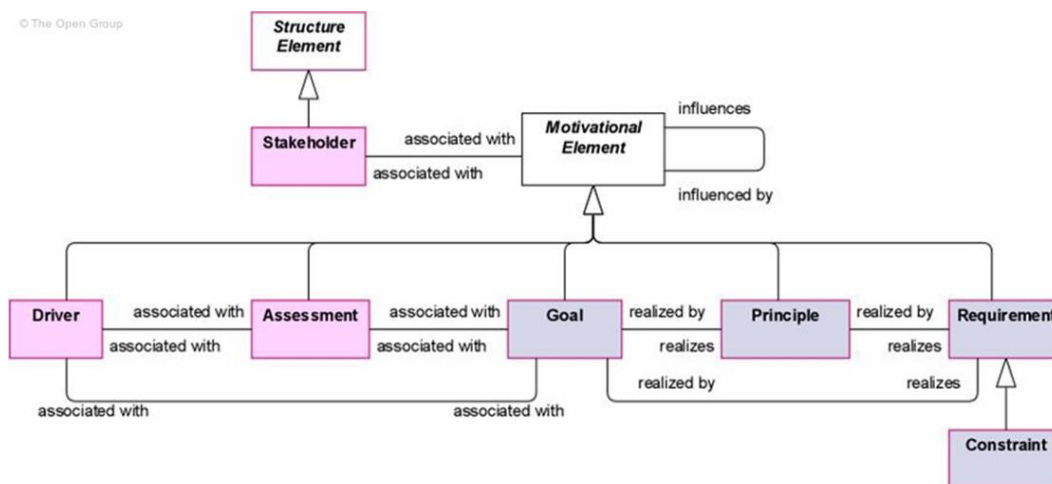 © The Open Group
Structure
Element
Stakeholder
associated with
associated with
Motivational
Element
influences
influenced by
Driver
associated with
associated with
Assessment
associated with
associated with
Goal
realized by
realizes
Principle
realized by
realizes
Requirement
associated with
associated with
realized by
realizes
Constraint